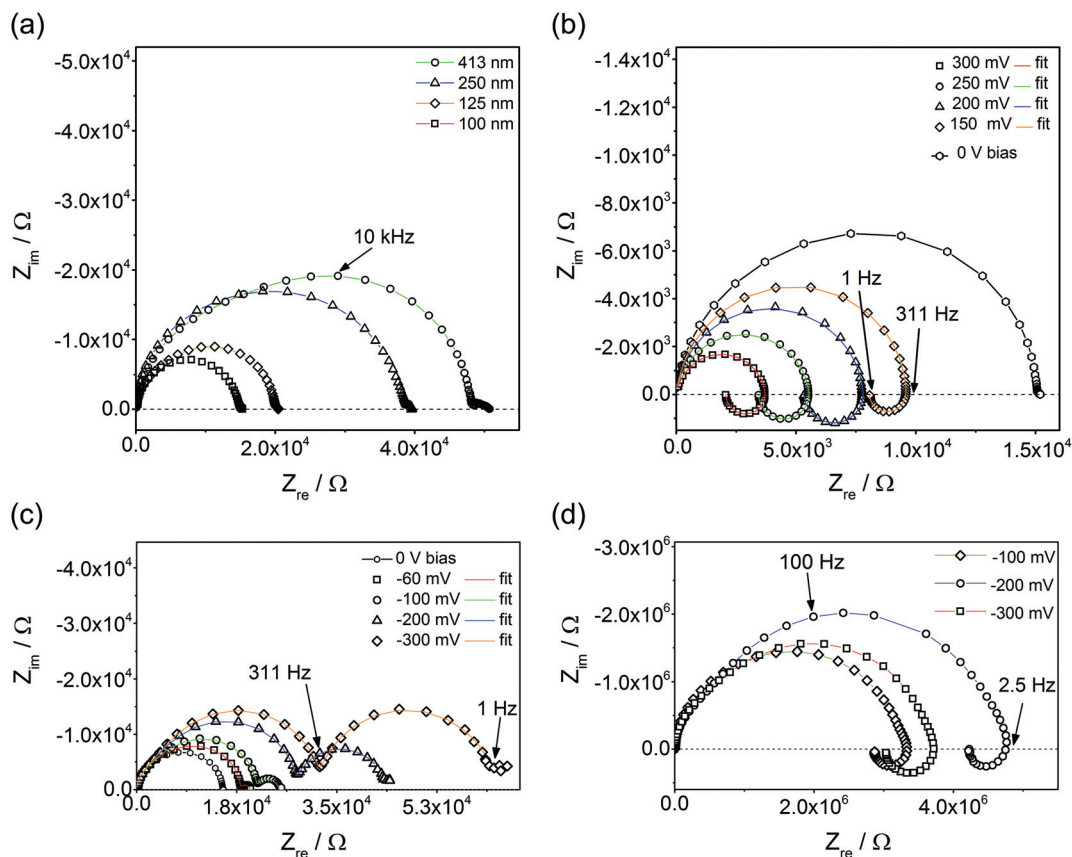 (a)
-5.0x10⁴
-4.0x10⁴
-3.0x10⁴
-2.0x10⁴
-1.0x10⁴
0.0
Z_im / Ω
413 nm
250 nm
125 nm
100 nm
10 kHz
0.0
2.0x10⁴
4.0x10⁴
Z_re / Ω
(b)
-1.4x10⁴
-1.2x10⁴
-1.0x10⁴
-8.0x10³
-6.0x10³
-4.0x10³
-2.0x10³
0.0
Z_im / Ω
300 mV fit
250 mV fit
200 mV fit
150 mV fit
0 V bias
1 Hz
311 Hz
0.0
5.0x10³
1.0x10⁴
1.5x10⁴
Z_re / Ω
(c)
-4.0x10⁴
-3.0x10⁴
-2.0x10⁴
-1.0x10⁴
0.0
Z_im / Ω
0 V bias
-60 mV fit
-100 mV fit
-200 mV fit
-300 mV fit
311 Hz
1 Hz
0.0
1.8x10⁴
3.5x10⁴
5.3x10⁴
Z_re / Ω
(d)
-3.0x10⁶
-2.0x10⁶
-1.0x10⁶
0.0
Z_im / Ω
-100 mV
-200 mV
-300 mV
100 Hz
2.5 Hz
0.0
2.0x10⁶
4.0x10⁶
Z_re / Ω